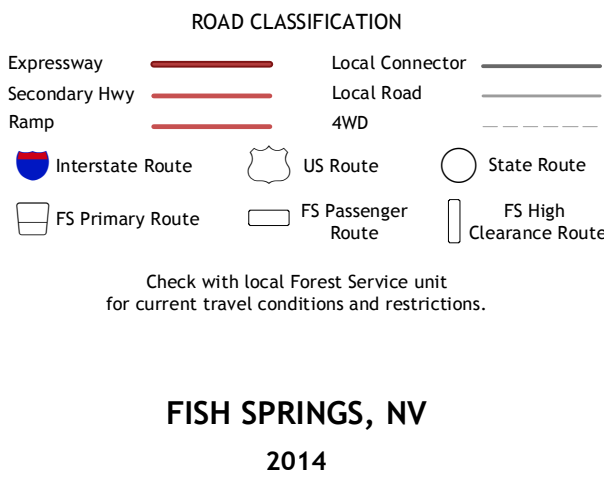 ROAD CLASSIFICATION
Expressway
Local Connector
Secondary Hwy
Local Road
Ramp
4WD
Interstate Route
US Route
State Route
FS Primary Route
FS Passenger
Route
FS High
Clearance Route
Check with local Forest Service unit
for current travel conditions and restrictions.
FISH SPRINGS, NV
2014